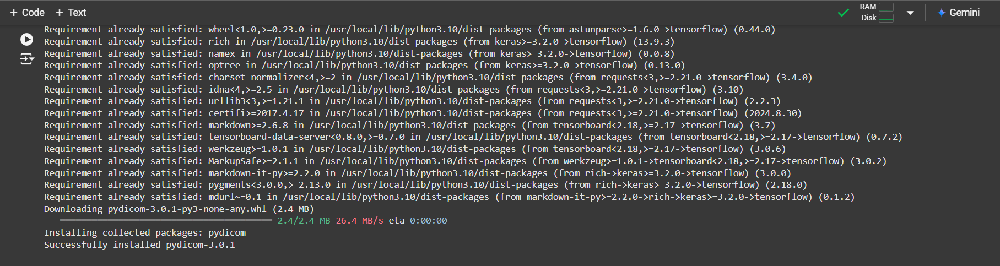 + Code + Text RAM Disk Gemini
Requirement already satisfied: wheel<1.0,>=0.23.0 in /usr/local/lib/python3.10/dist-packages (from astunparse>=1.6.0->tensorflow) (0.44.0)
Requirement already satisfied: rich in /usr/local/lib/python3.10/dist-packages (from keras>=3.2.0->tensorflow) (13.9.3)
Requirement already satisfied: namex in /usr/local/lib/python3.10/dist-packages (from keras>=3.2.0->tensorflow) (0.0.8)
Requirement already satisfied: optree in /usr/local/lib/python3.10/dist-packages (from keras>=3.2.0->tensorflow) (0.13.0)
Requirement already satisfied: charset-normalizer<4,>=2 in /usr/local/lib/python3.10/dist-packages (from requests<3,>=2.21.0->tensorflow) (3.4.0)
Requirement already satisfied: idna<4,>=2.5 in /usr/local/lib/python3.10/dist-packages (from requests<3,>=2.21.0->tensorflow) (3.10)
Requirement already satisfied: urllib3<3,>=1.21.1 in /usr/local/lib/python3.10/dist-packages (from requests<3,>=2.21.0->tensorflow) (2.2.3)
Requirement already satisfied: certifi>=2017.4.17 in /usr/local/lib/python3.10/dist-packages (from requests<3,>=2.21.0->tensorflow) (2024.8.30)
Requirement already satisfied: markdown>=2.6.8 in /usr/local/lib/python3.10/dist-packages (from tensorboard<2.18,>=2.17->tensorflow) (3.7)
Requirement already satisfied: tensorboard-data-server<0.8.0,>=0.7.0 in /usr/local/lib/python3.10/dist-packages (from tensorboard<2.18,>=2.17->tensorflow) (0.7.2)
Requirement already satisfied: werkzeug>=1.0.1 in /usr/local/lib/python3.10/dist-packages (from tensorboard<2.18,>=2.17->tensorflow) (3.0.6)
Requirement already satisfied: MarkupSafe>=2.1.1 in /usr/local/lib/python3.10/dist-packages (from werkzeug>=1.0.1->tensorboard<2.18,>=2.17->tensorflow) (3.0.2)
Requirement already satisfied: markdown-it-py>=2.2.0 in /usr/local/lib/python3.10/dist-packages (from rich->keras>=3.2.0->tensorflow) (3.0.0)
Requirement already satisfied: pygments<3.0.0,>=2.13.0 in /usr/local/lib/python3.10/dist-packages (from rich->keras>=3.2.0->tensorflow) (2.18.0)
Requirement already satisfied: mdurl~=0.1 in /usr/local/lib/python3.10/dist-packages (from markdown-it-py>=2.2.0->rich->keras>=3.2.0->tensorflow) (0.1.2)
Downloading pydicom-3.0.1-py3-none-any.whl (2.4 MB)
2.4/2.4 MB 26.4 MB/s eta 0:00:00
Installing collected packages: pydicom
Successfully installed pydicom-3.0.1